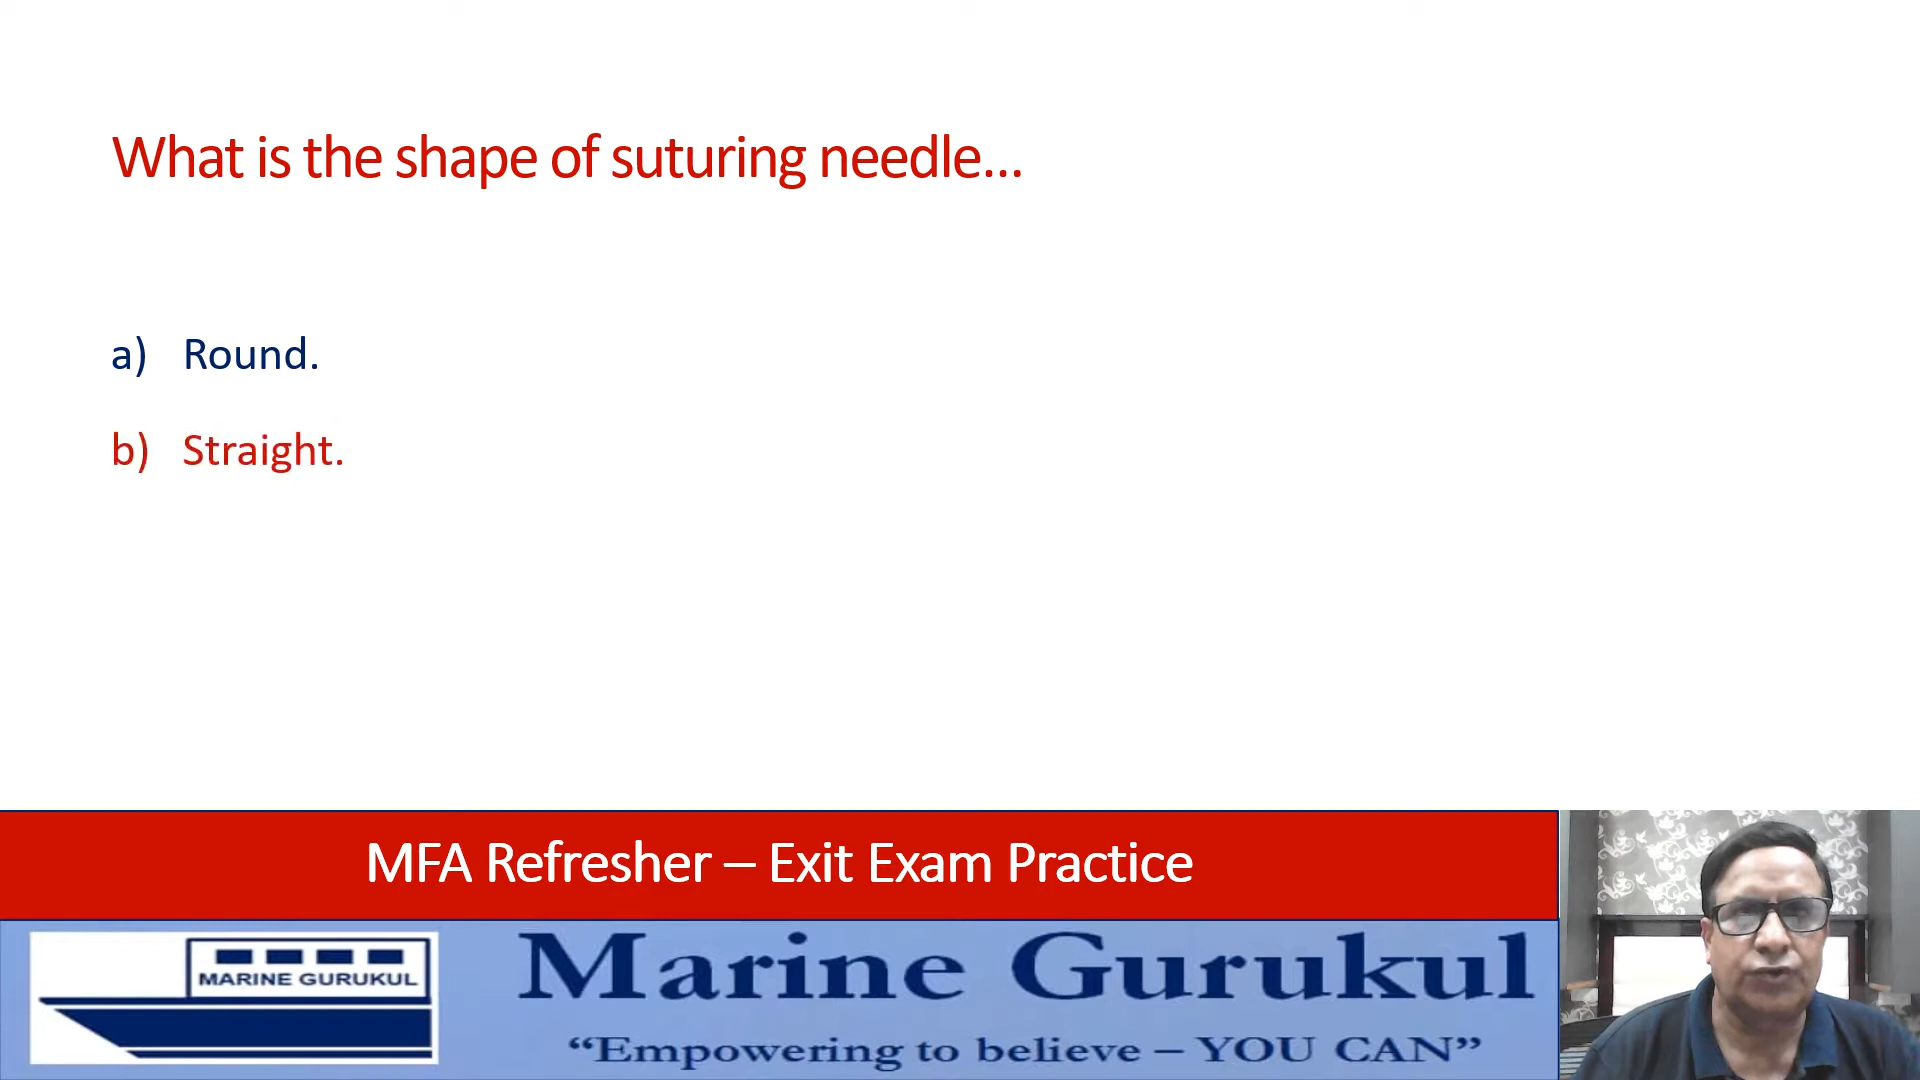 What is the shape of suturing needle...
a) Round.
b) Straight.
MFA Refresher – Exit Exam Practice
MARINE GURUKUL
Marine Gurukul
“Empowering to believe – YOU CAN”